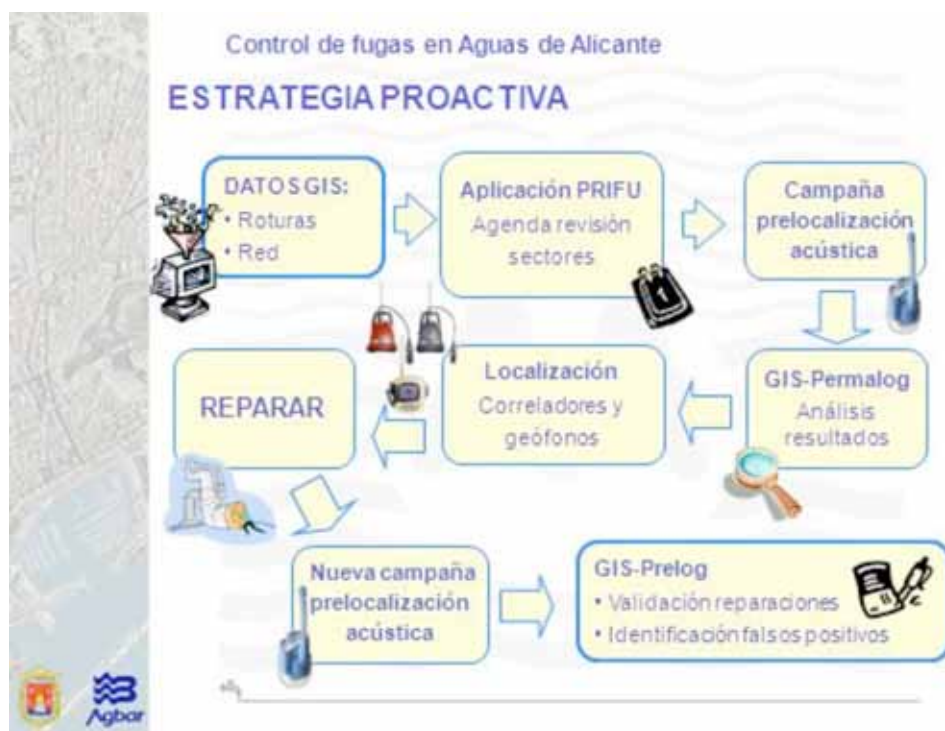 Control de fugas en Aguas de Alicante
ESTRATEGIA PROACTIVA
DATOS GIS:
• Roturas
• Red
Aplicación PRIFU
Agenda revisión
sectores
1
Campaña
prelocalización
acústica
GIS-Permalog
Análisis
resultados
Localización
Correladores y
geófonos
REPARAR
Nueva campaña
prelocalización
acústica
GIS-Prelog
• Validación reparaciones
• Identificación falsos positivos
Agbar